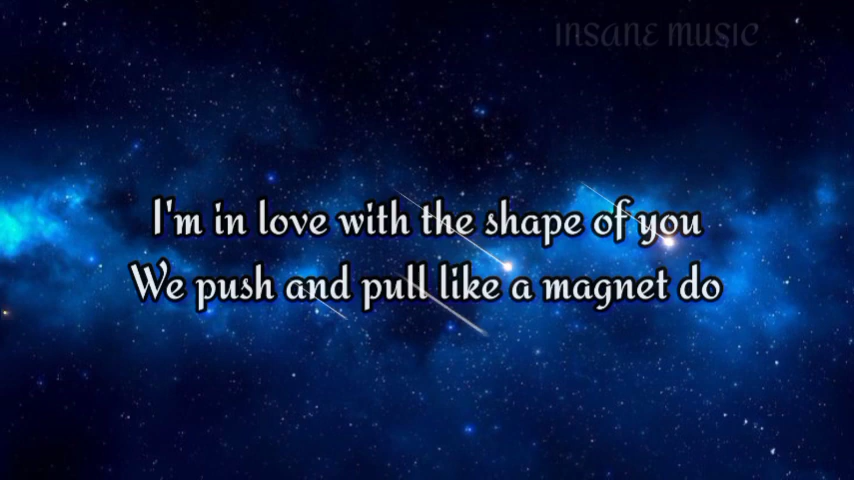 INSANE MUSIC
I'm in love with the shape of you
We push and pull like a magnet do